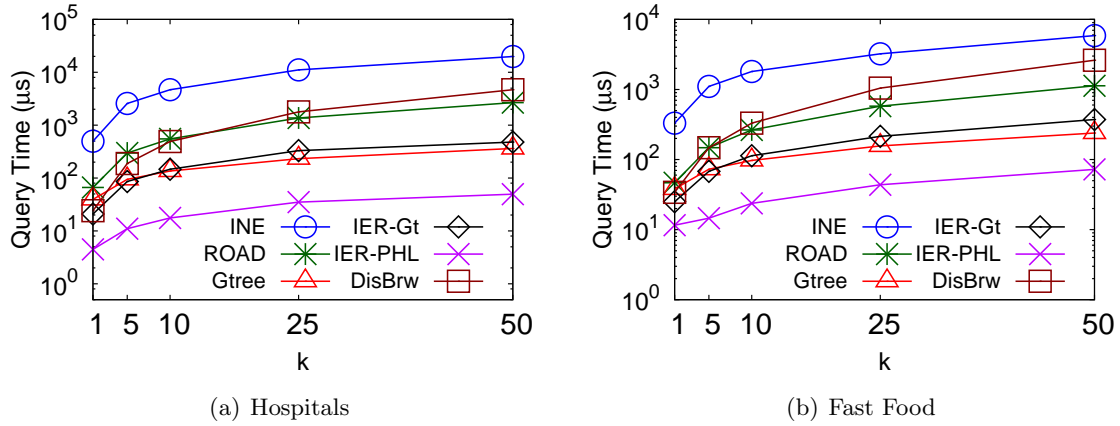 10^5
10^4
10^3
10^2
10^1
10^0
Query Time (μs)
INE
ROAD
Gtree
IER-Gt
IER-PHL
DisBrw
1 5 10 25 50
k
(a) Hospitals
10^4
10^3
10^2
10^1
10^0
Query Time (μs)
INE
ROAD
Gtree
IER-Gt
IER-PHL
DisBrw
1 5 10 25 50
k
(b) Fast Food